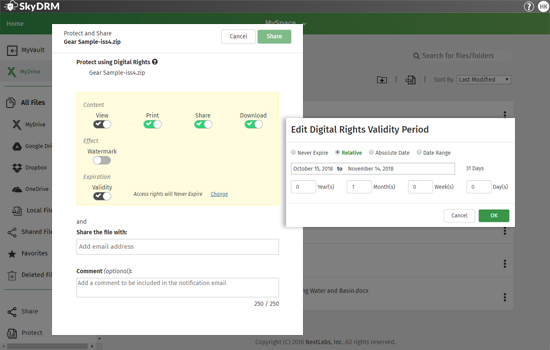 SkyDRM
HK
Home
MySpace
MyVault
MyDrive
All Files
MyDrive
Google Dri
Dropbox
OneDrive
Local Files
Shared Files
Favorites
Deleted Files
Share
Protect
Search for files/folders
Sort By Last Modified
Protect and Share
Gear Sample-iss4.zip
Cancel
Share
Protect using Digital Rights
Gear Sample-iss4.zip
Content
View Print Share Download
Effect
Watermark
Expiration
Validity
Access rights will Never Expire Change
and
Share the file with:
Add email address
Comment (optional):
Add a comment to be included in the notification email
250 / 250
Edit Digital Rights Validity Period
Never Expire Relative Absolute Date Date Range
October 15, 2018 to November 14, 2018 31 Days
0 Year(s) 1 Month(s) 0 Week(s) 0 Day(s)
Cancel OK
ng Water and Basin.docx
Copyright (C) 2018 NextLabs, Inc. All rights reserved.